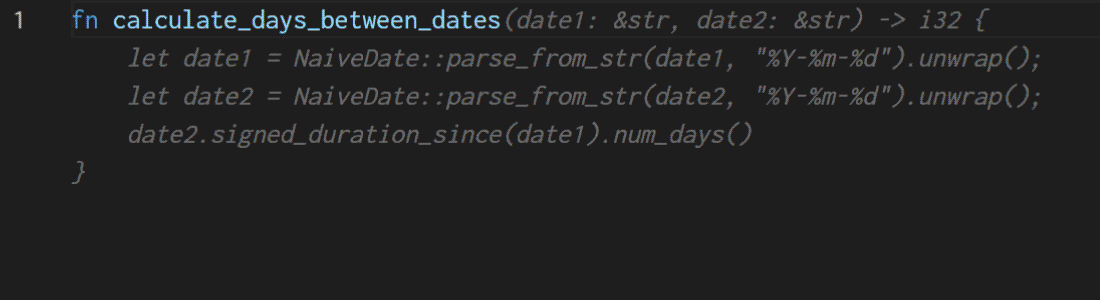 1 fn calculate_days_between_dates(date1: &str, date2: &str) -> i32 {
let date1 = NaiveDate::parse_from_str(date1, "%Y-%m-%d").unwrap();
let date2 = NaiveDate::parse_from_str(date2, "%Y-%m-%d").unwrap();
date2.signed_duration_since(date1).num_days()
}